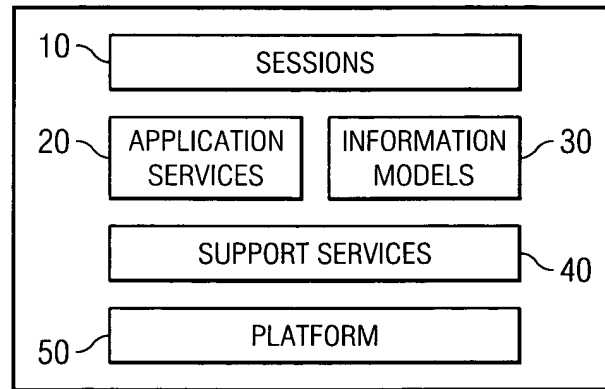 10
SESSIONS
20
APPLICATION
SERVICES
INFORMATION
MODELS
30
SUPPORT SERVICES
40
PLATFORM
50